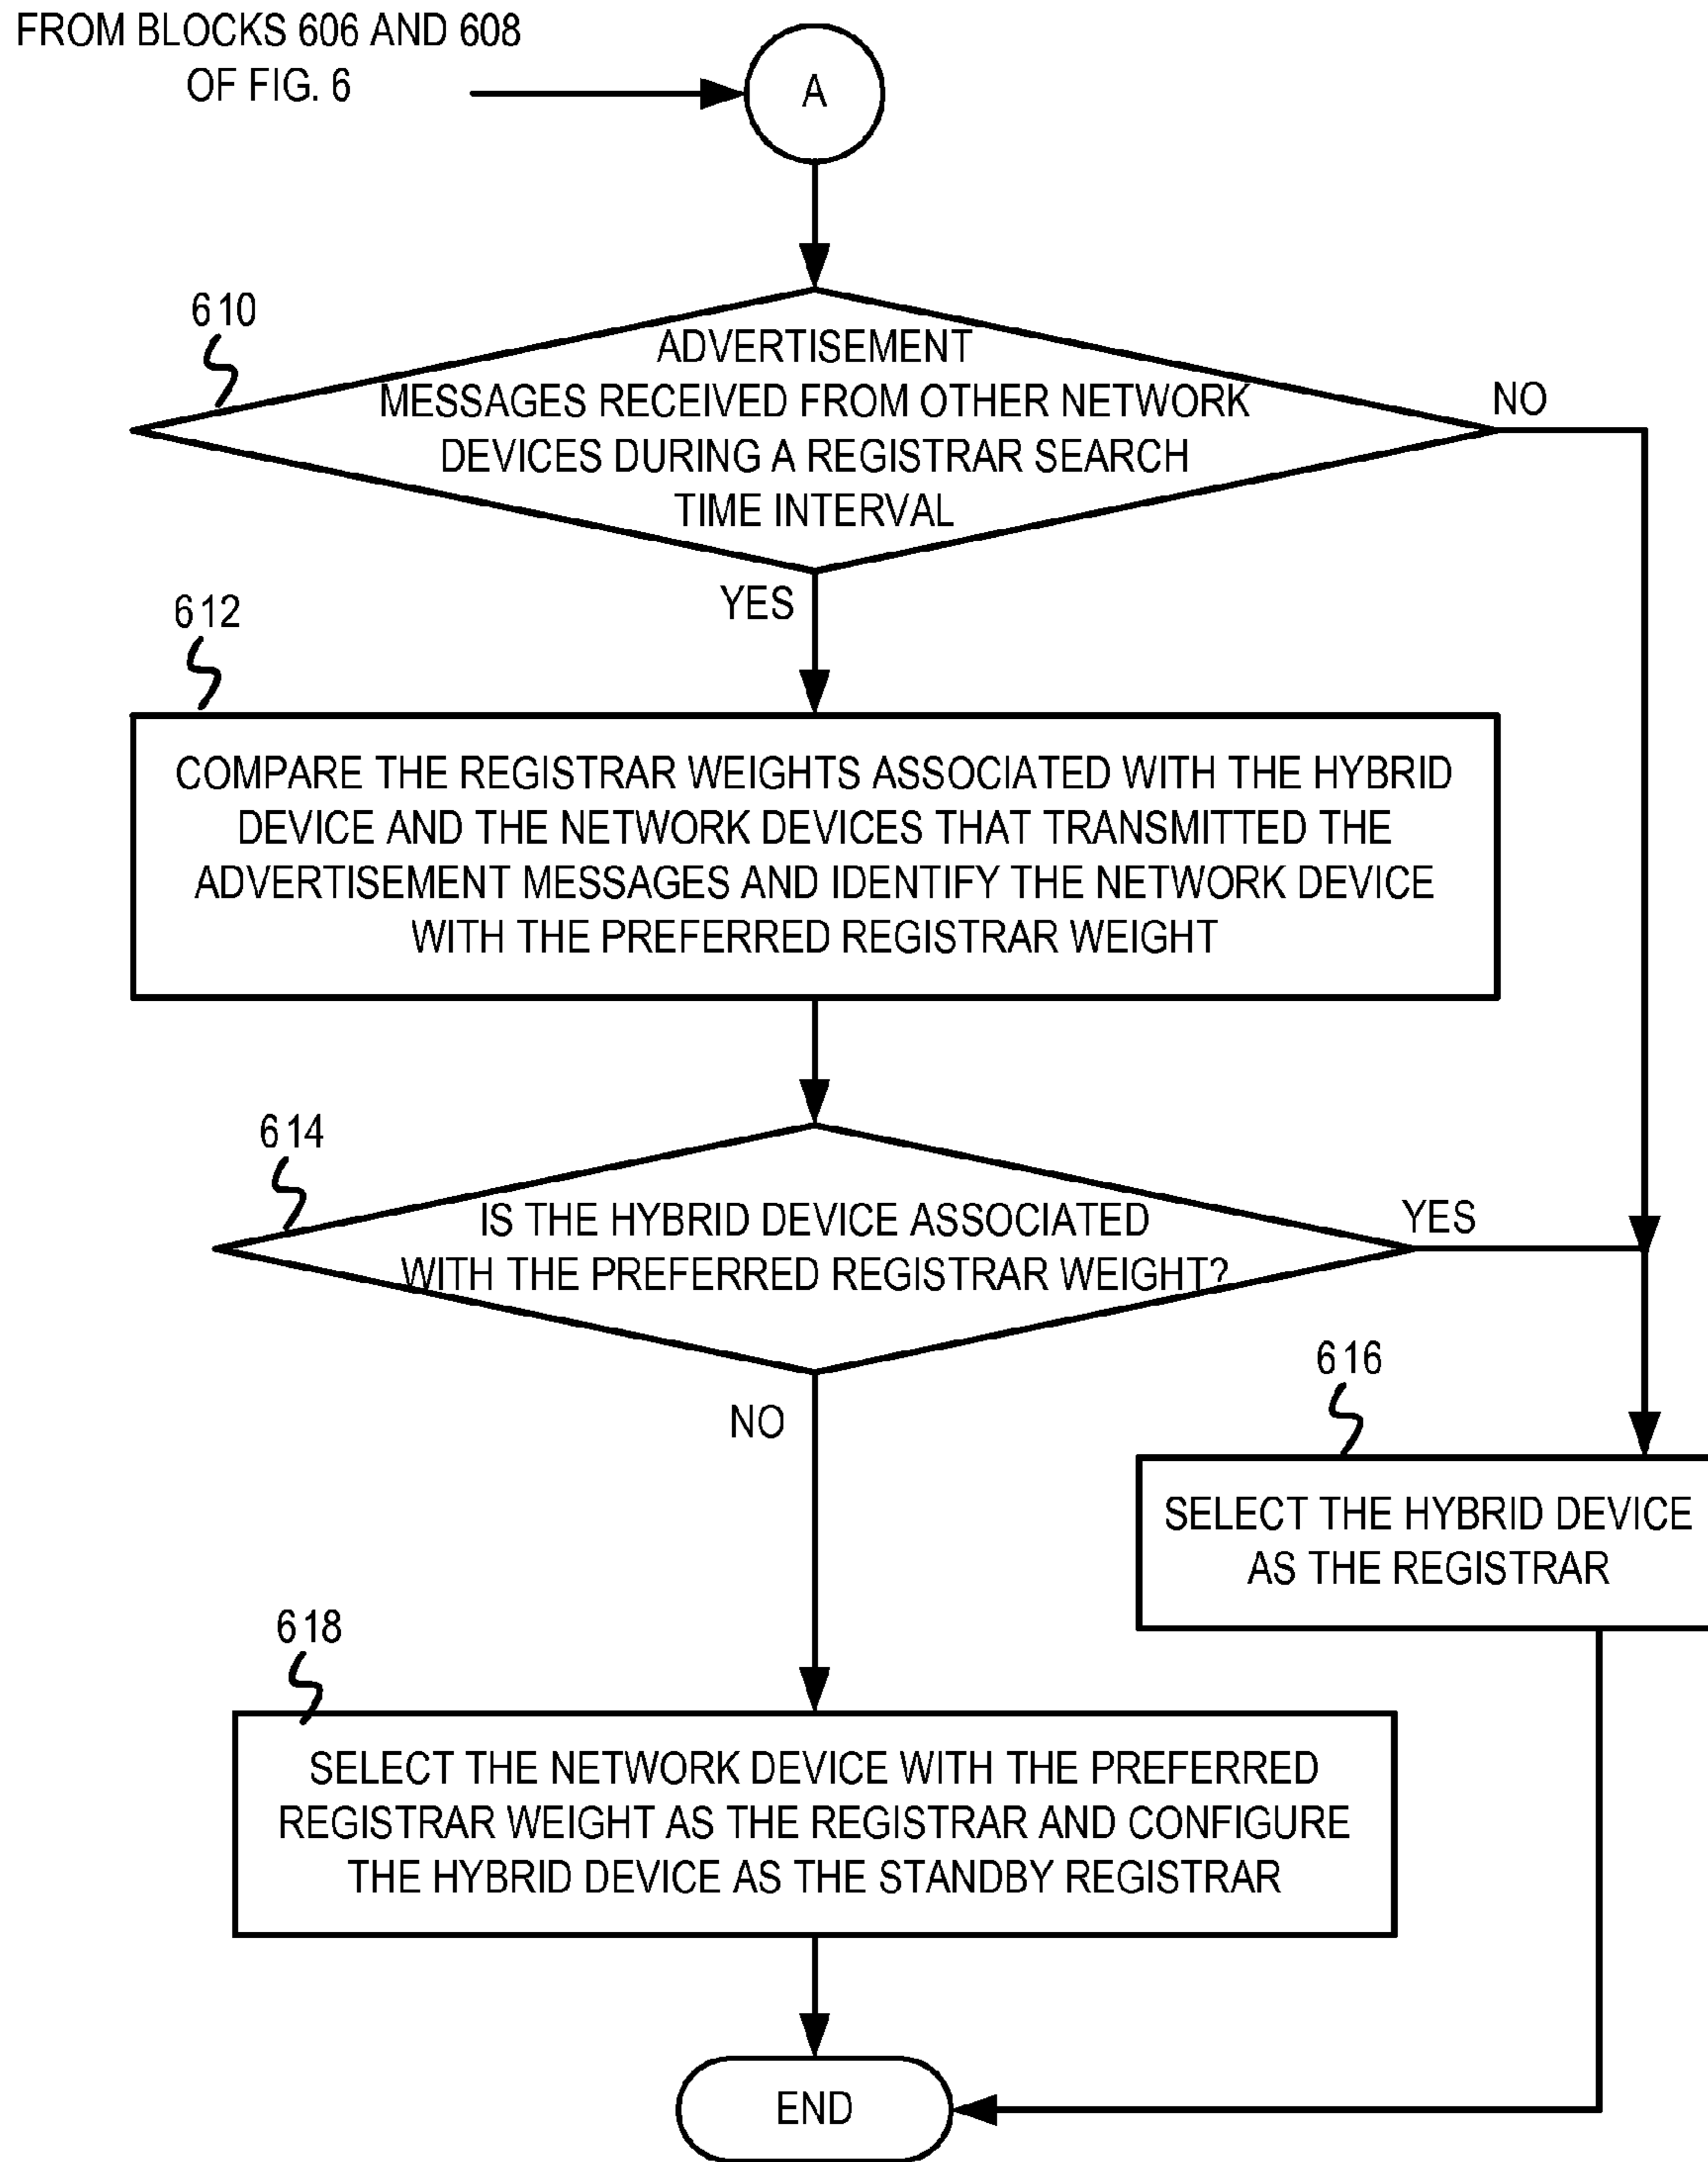 FROM BLOCKS 606 AND 608
OF FIG. 6
A
610
ADVERTISEMENT
MESSAGES RECEIVED FROM OTHER NETWORK
DEVICES DURING A REGISTRAR SEARCH
TIME INTERVAL
NO
YES
612
COMPARE THE REGISTRAR WEIGHTS ASSOCIATED WITH THE HYBRID
DEVICE AND THE NETWORK DEVICES THAT TRANSMITTED THE
ADVERTISEMENT MESSAGES AND IDENTIFY THE NETWORK DEVICE
WITH THE PREFERRED REGISTRAR WEIGHT
614
IS THE HYBRID DEVICE ASSOCIATED
WITH THE PREFERRED REGISTRAR WEIGHT?
YES
NO
616
SELECT THE HYBRID DEVICE
AS THE REGISTRAR
618
SELECT THE NETWORK DEVICE WITH THE PREFERRED
REGISTRAR WEIGHT AS THE REGISTRAR AND CONFIGURE
THE HYBRID DEVICE AS THE STANDBY REGISTRAR
END